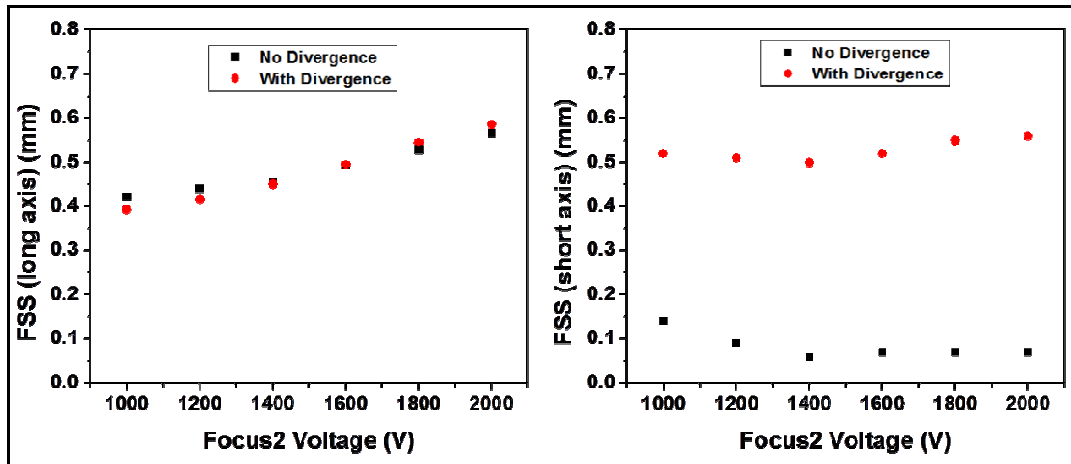 FSS (long axis) (mm)
0.8
0.7
0.6
0.5
0.4
0.3
0.2
0.1
0.0
No Divergence
With Divergence
1000 1200 1400 1600 1800 2000
Focus2 Voltage (V)
FSS (short axis) (mm)
0.8
0.7
0.6
0.5
0.4
0.3
0.2
0.1
0.0
No Divergence
With Divergence
1000 1200 1400 1600 1800 2000
Focus2 Voltage (V)